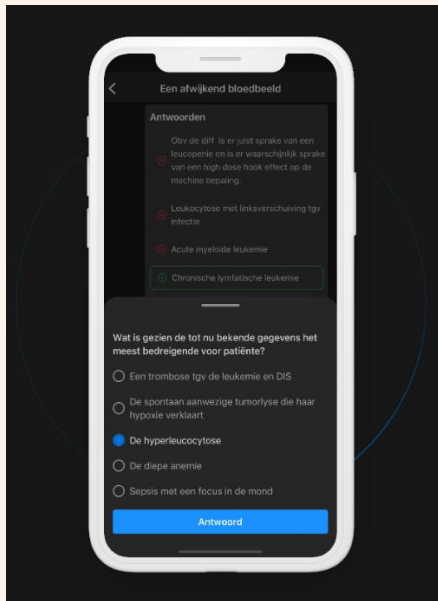 Een afwijkend bloedbeeld
Antwoorden
Obv de diff is er juist sprake van een
leucopenie en is er waarschijnlijk sprake
van een high dose hook effect op de
machine bepaling.
Leukocytose met linksverschuiving tgv
infectie
Acute myeloide leukemie
Chronische lymfatische leukemie
Wat is gezien de tot nu bekende gegevens het
meest bedreigende voor patiënte?
Een trombose tgv de leukemie en DIS
De spontaan aanwezige tumorlyse die haar
hypoxie verklaart
De hyperleucocytose
De diepe anemie
Sepsis met een focus in de mond
Antwoord